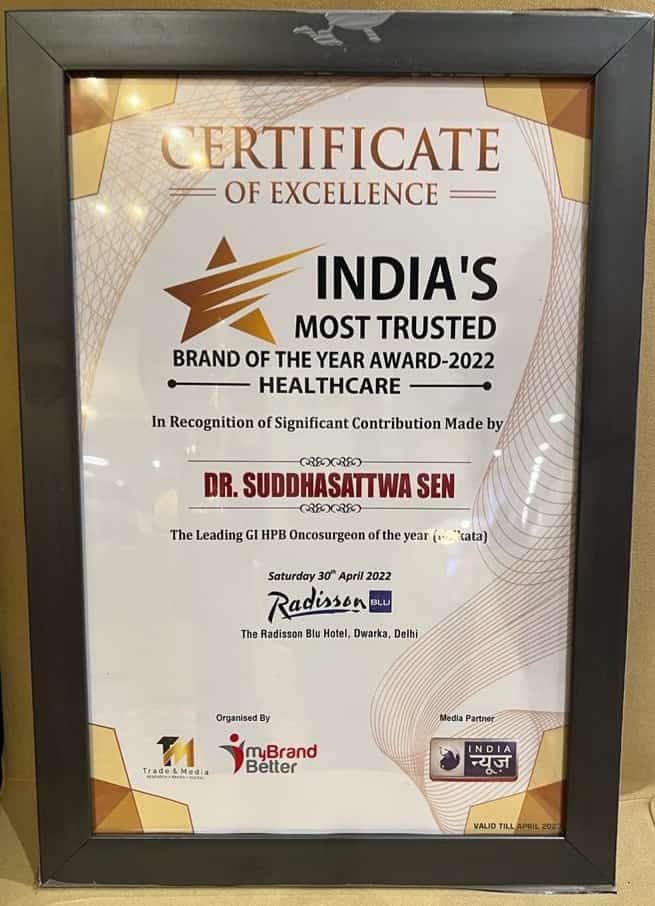 CERTIFICATE
OF EXCELLENCE
INDIA'S
MOST TRUSTED
BRAND OF THE YEAR AWARD-2022
HEALTHCARE
In Recognition of Significant Contribution Made by
DR. SUDDHASATTWA SEN
The Leading GI HPB Oncosurgeon of the year
Saturday 30th April 2022
Radisson BLU
The Radisson Blu Hotel, Dwarka, Delhi
Organised By
Media Partner
TM
Trade & Media
myBrand
Better
INDIA
न्यूज़
VALID TILL APRIL